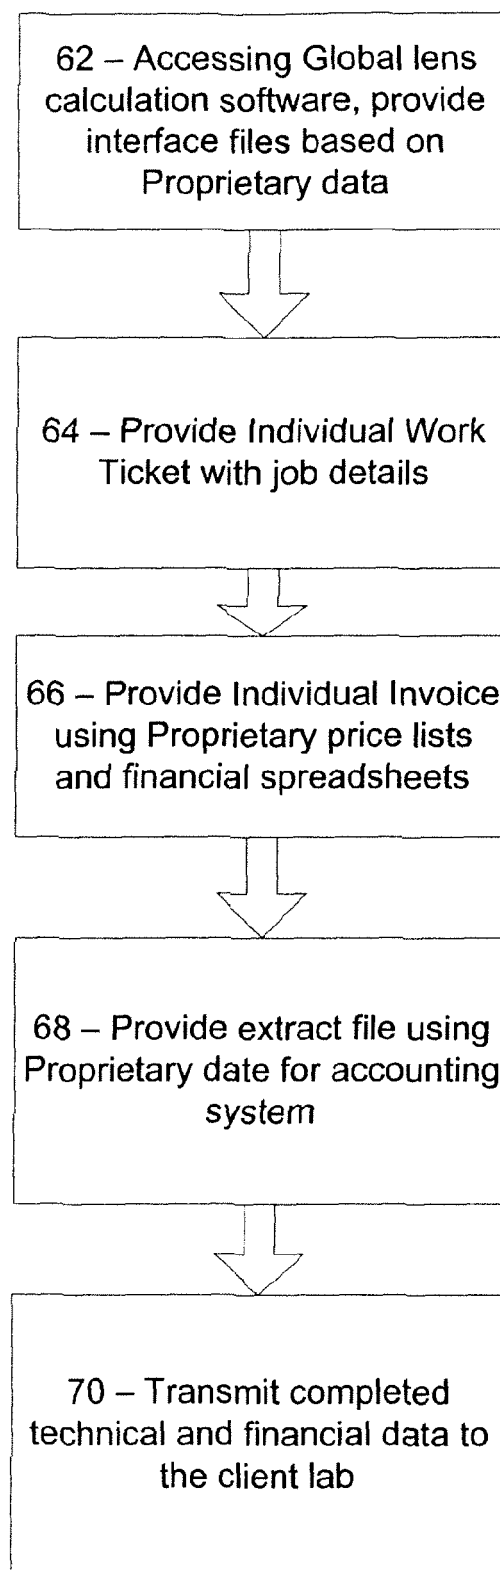 62 – Accessing Global lens
calculation software, provide
interface files based on
Proprietary data
64 – Provide Individual Work
Ticket with job details
66 – Provide Individual Invoice
using Proprietary price lists
and financial spreadsheets
68 – Provide extract file using
Proprietary date for accounting
system
70 – Transmit completed
technical and financial data to
the client lab